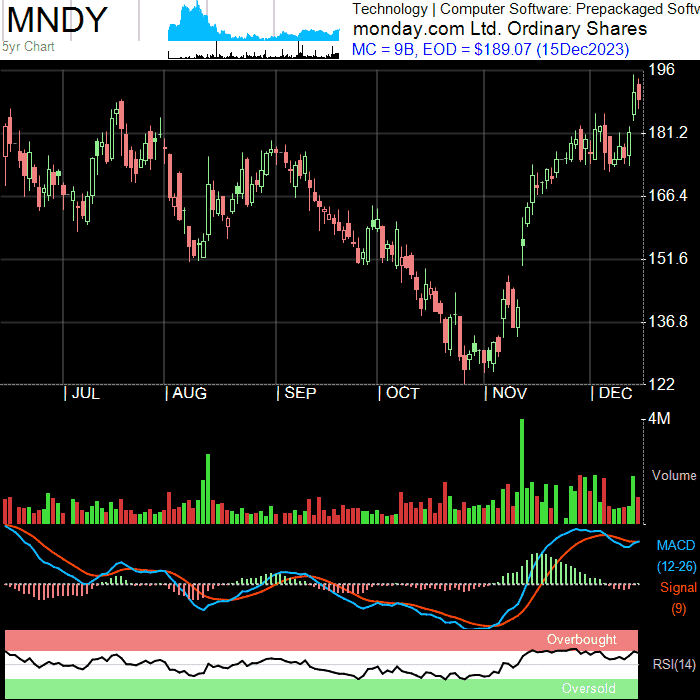 MNDY
5yr Chart
Technology | Computer Software: Prepackaged Softw
monday.com Ltd. Ordinary Shares
MC = 9B, EOD = $189.07 (15Dec2023)
196
181.2
166.4
151.6
136.8
122
| JUL | AUG | SEP | OCT | NOV | DEC
4M
Volume
MACD
(12-26)
Signal
(9)
Overbought
RSI(14)
Oversold